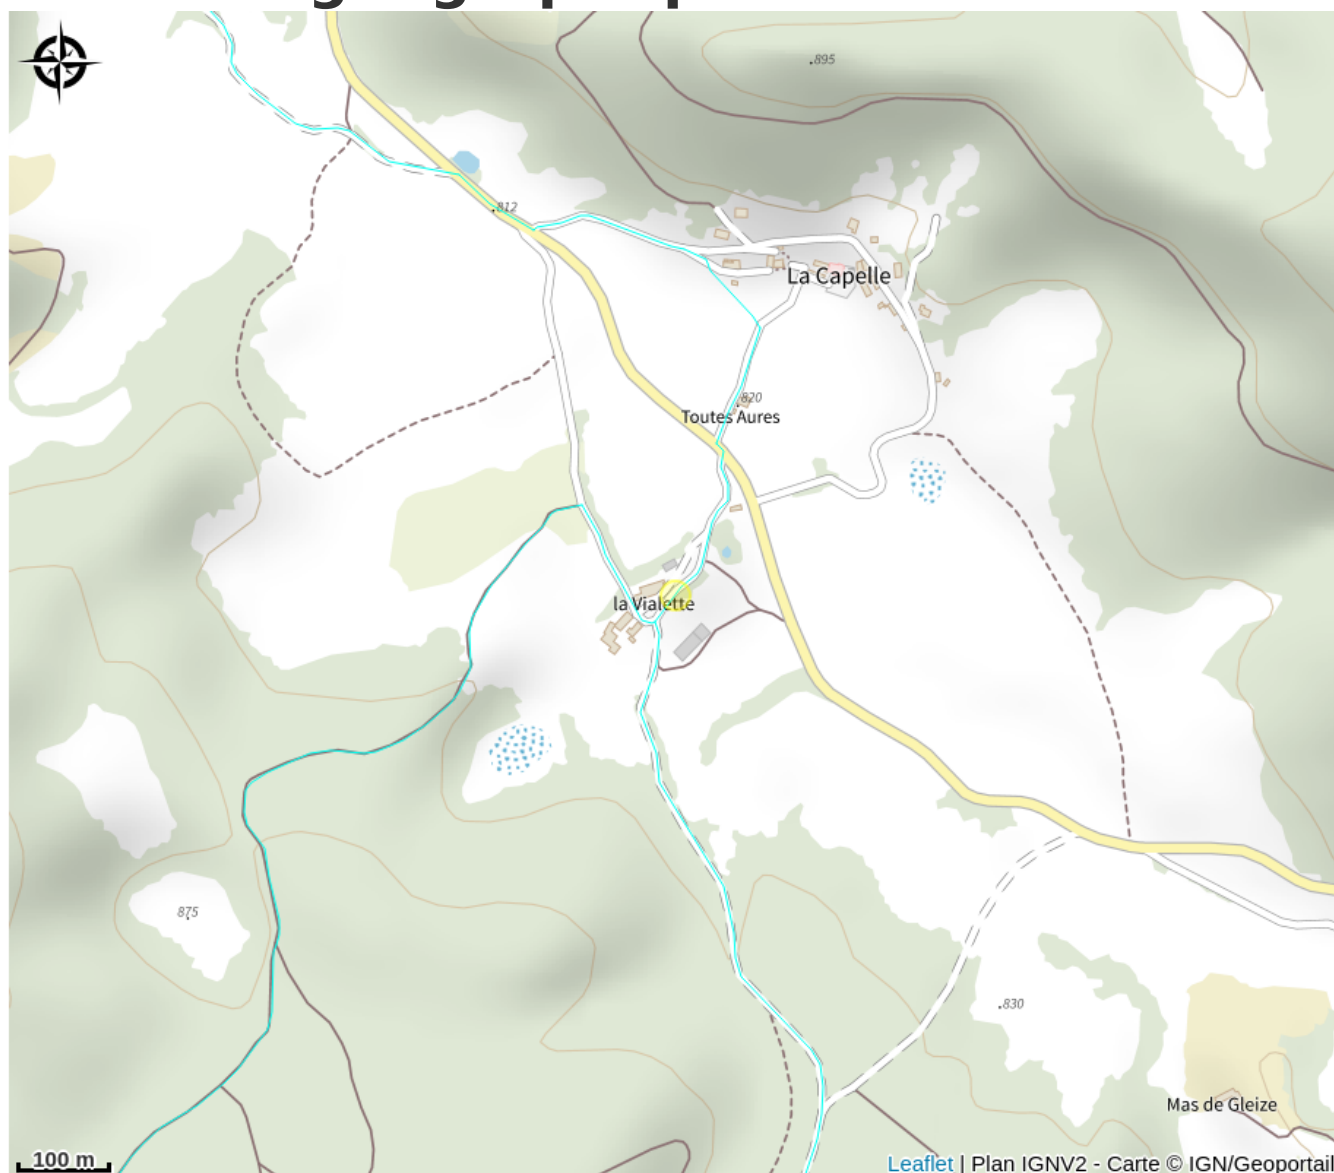 895
812
La Capelle
820
Toutes Aures
la Vialette
875
830
Mas de Gleize
100 m
Leaflet | Plan IGNV2 - Carte © IGN/Geoportail